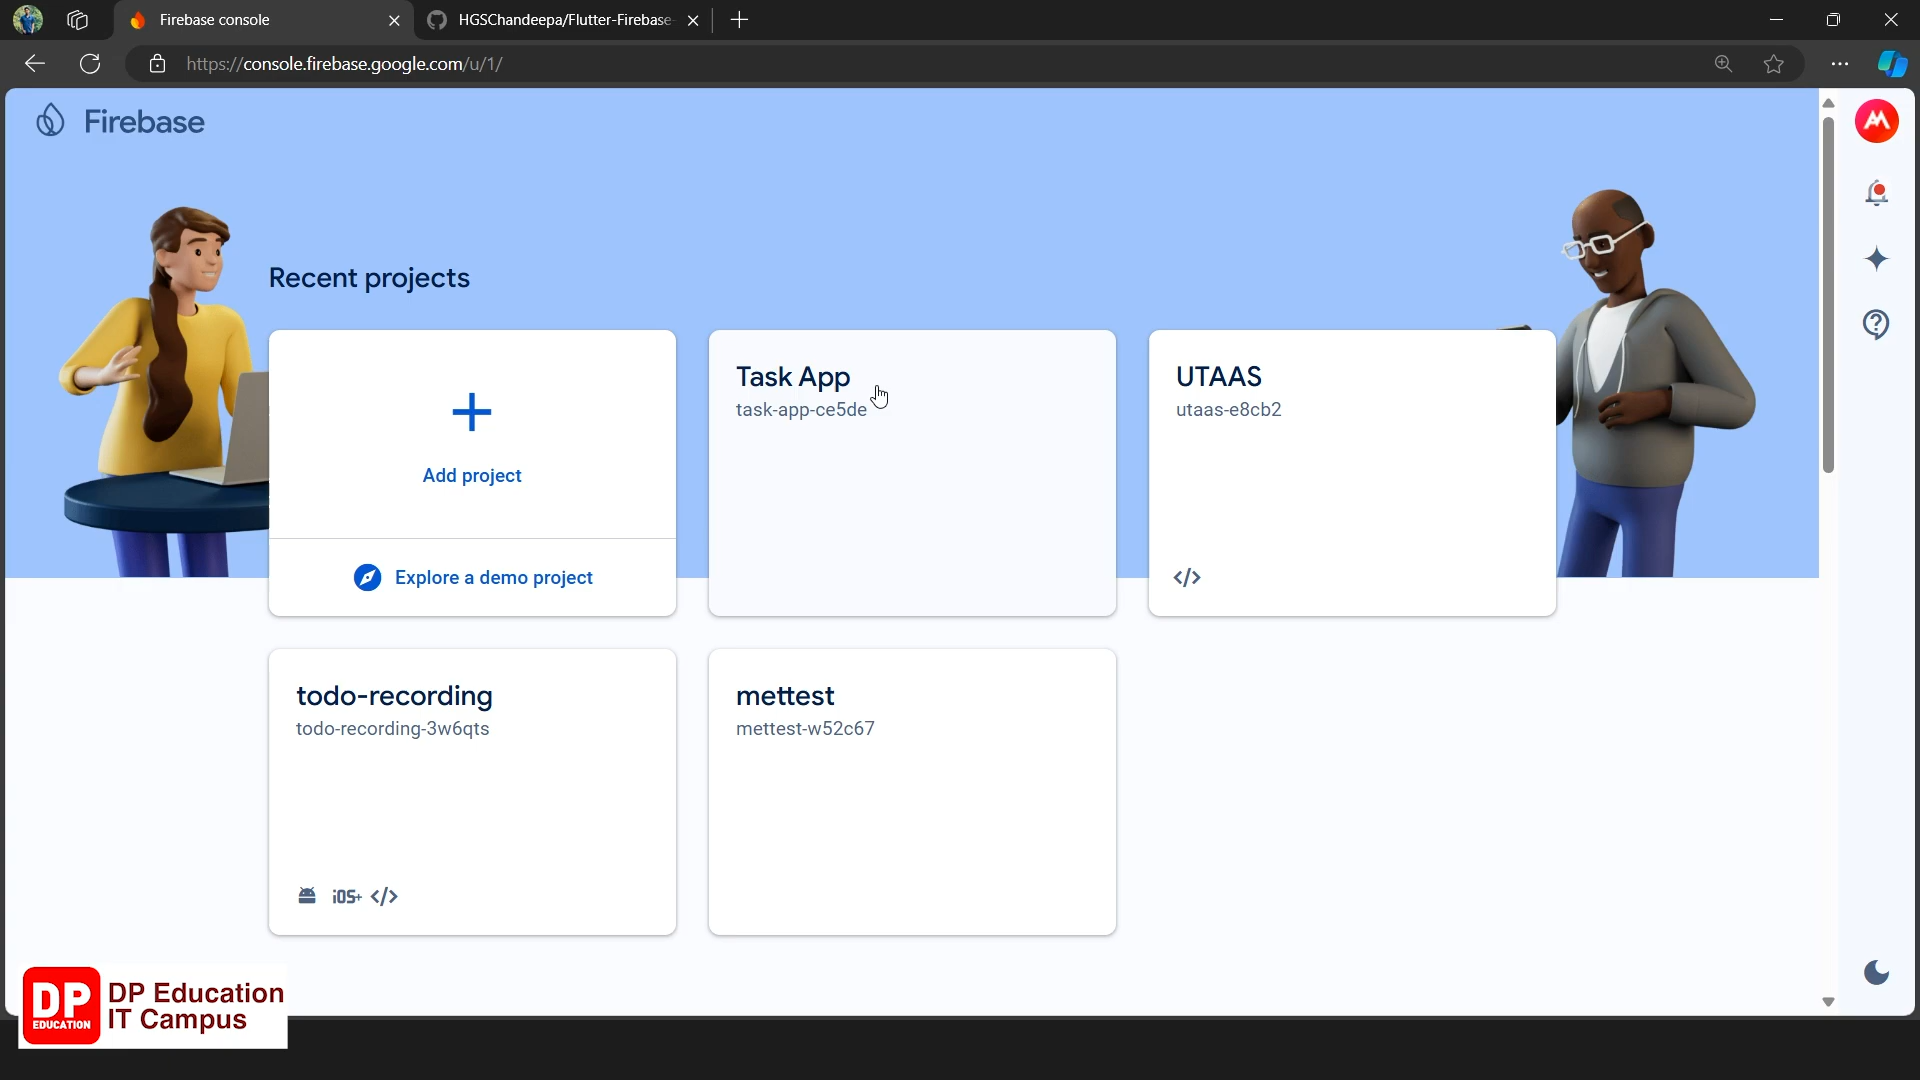 Firebase console
HGSChandeepa/Flutter-Firebase-
https://console.firebase.google.com/u/1/
Firebase
Recent projects
Add project
Explore a demo project
Task App
task-app-ce5de
UTAAS
utaas-e8cb2
</>
todo-recording
todo-recording-3w6qts
iOS+ </>
mettest
mettest-w52c67
DP
EDUCATION
DP Education
IT Campus